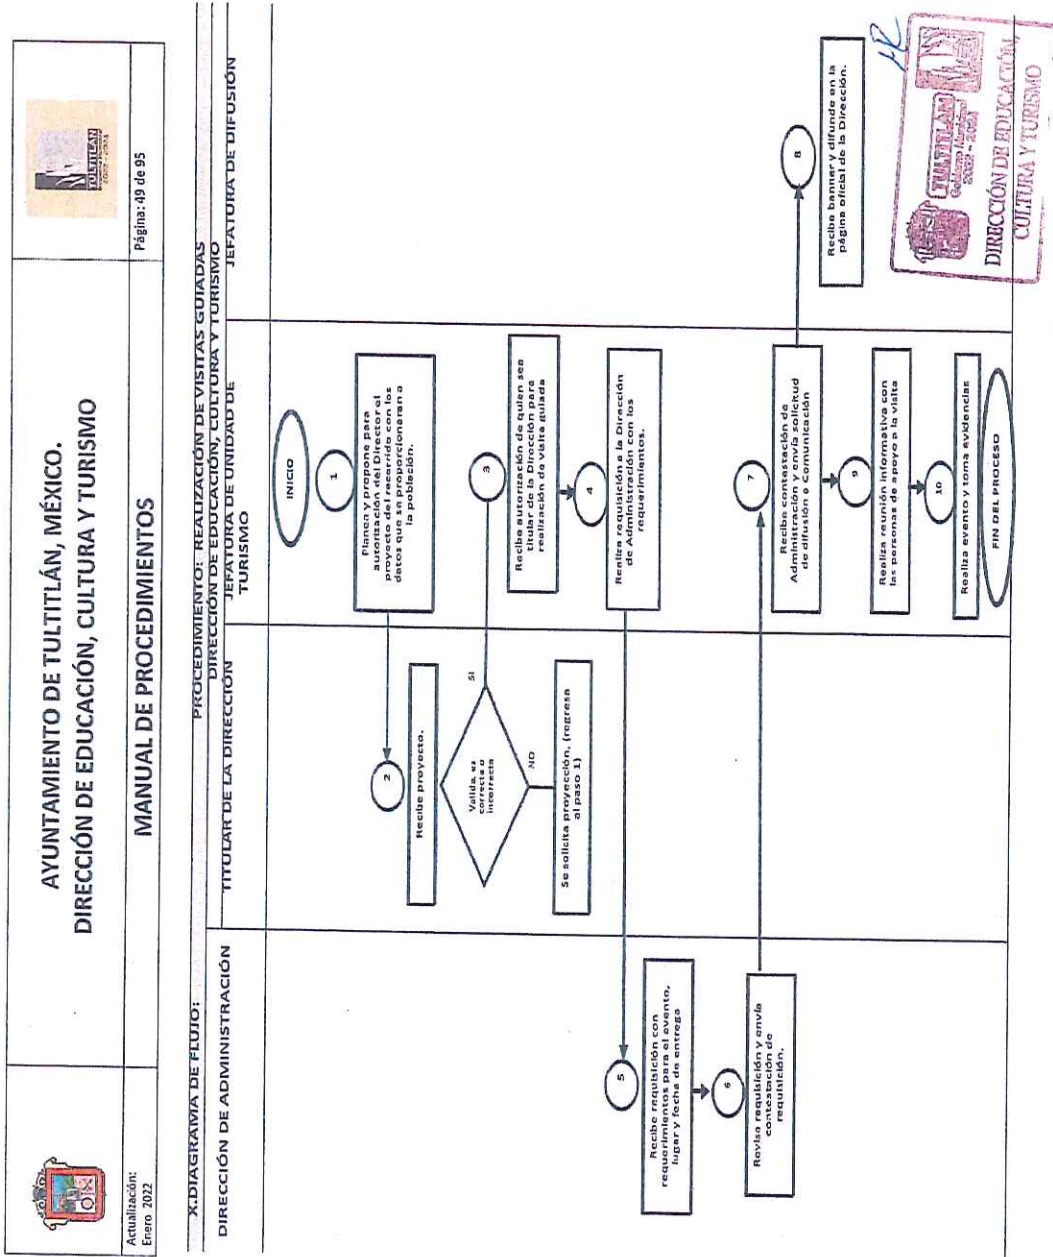 AYUNTAMIENTO DE TULTITLÁN, MÉXICO.
DIRECCIÓN DE EDUCACIÓN, CULTURA Y TURISMO
TULTITLAN
2022 - 2024
Actualización:
Enero 2022
MANUAL DE PROCEDIMIENTOS
Página: 49 de 95
X.DIAGRAMA DE FLUJO:
PROCEDIMIENTO: REALIZACIÓN DE VISITAS GUIADAS
DIRECCIÓN DE EDUCACIÓN, CULTURA Y TURISMO
DIRECCIÓN DE ADMINISTRACIÓN
TITULAR DE LA DIRECCIÓN
JEFATURA DE UNIDAD DE
TURISMO
JEFATURA DE DIFUSIÓN
INICIO
1
Planea y propone para
autorización del Director el
proyecto del recorrido con los
datos que se proporcionaran a
la población.
2
Recibe proyecto.
Valida, es
correcta o
incorrecta
SI
NO
Se solicita proyección, (regresa
al paso 1)
3
Recibe autorización de quien sea
titular de la Dirección para
realización de visita guiada
4
Realiza requisición a la Dirección
de Administración con los
requerimientos.
5
Recibe requisición con
requerimientos para el evento,
lugar y fecha de entrega
6
Revisa requisición y envía
contestación de
requisición.
7
Recibe contestación de
Administración y envía solicitud
de difusión a Comunicación
8
Recibe banner y difunde en la
página oficial de la Dirección.
9
Realiza reunión informativa con
las personas de apoyo a la visita
10
Realiza evento y toma evidencias
FIN DEL PROCESO
TULTITLAN
Gobierno Municipal
2022 - 2024
DIRECCIÓN DE EDUCACIÓN,
CULTURA Y TURISMO